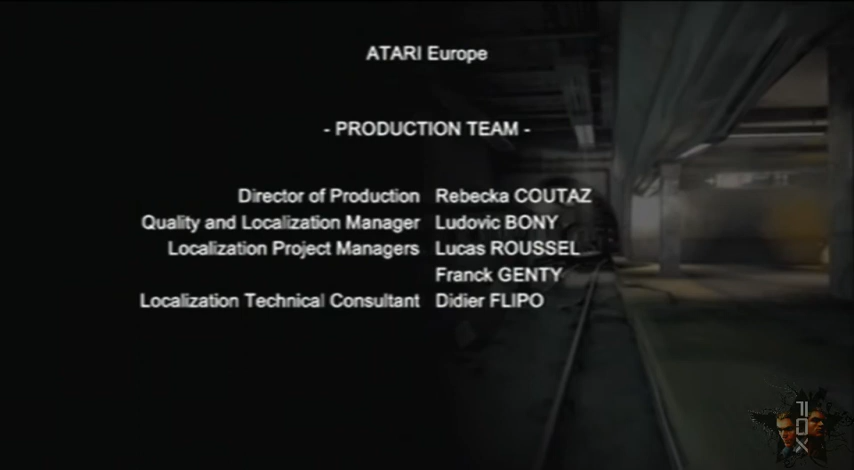 ATARI Europe
- PRODUCTION TEAM -
Director of Production Rebecka COUTAZ
Quality and Localization Manager Ludovic BONY
Localization Project Managers Lucas ROUSSEL
Franck GENTY
Localization Technical Consultant Didier FLIPO